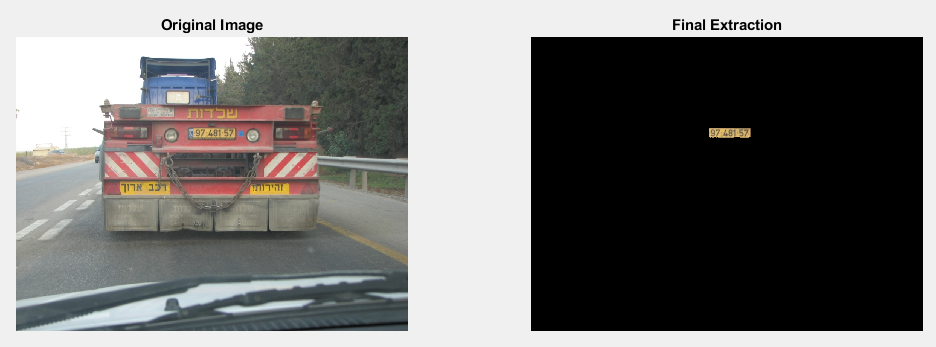 Original Image
Final Extraction
שכדות
97 481 57
רכב ארוך
זהירות!
97 481 57